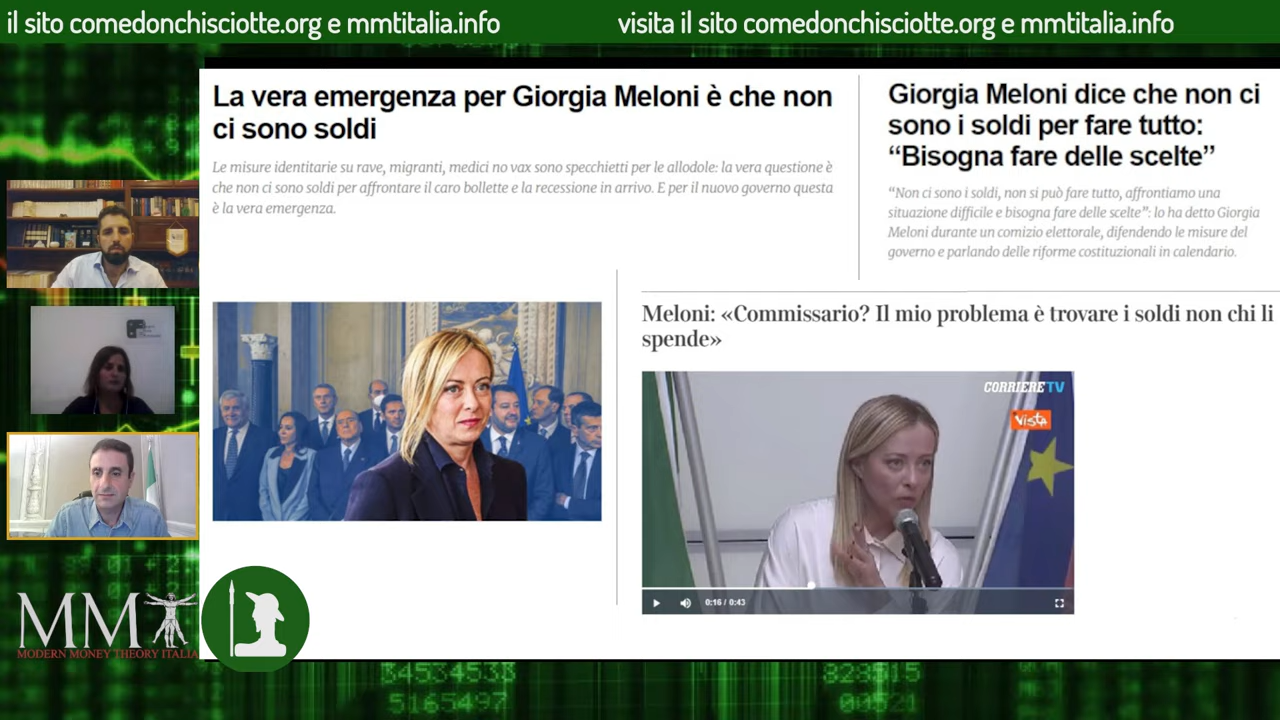 il sito comedonchisciotte.org e mmtitalia.info
visita il sito comedonchisciotte.org e mmtitalia.info
La vera emergenza per Giorgia Meloni è che non
ci sono soldi
Le misure identitarie su rave, migranti, medici no vax sono specchietti per le allodole: la vera questione è
che non ci sono soldi per affrontare il caro bollette e la recessione in arrivo. E per il nuovo governo questa
è la vera emergenza.
Giorgia Meloni dice che non ci
sono i soldi per fare tutto:
“Bisogna fare delle scelte”
“Non ci sono i soldi, non si può fare tutto, affrontiamo una
situazione difficile e bisogna fare delle scelte”: lo ha detto Giorgia
Meloni durante un comizio elettorale, difendendo le misure del
governo e parlando delle riforme costituzionali in calendario.
Meloni: «Commissario? Il mio problema è trovare i soldi non chi li
spende»
CORRIERETV
vista
0:16 / 0:43
MMT
MODERN MONEY THEORY ITALIA
34534533
5165497
828515